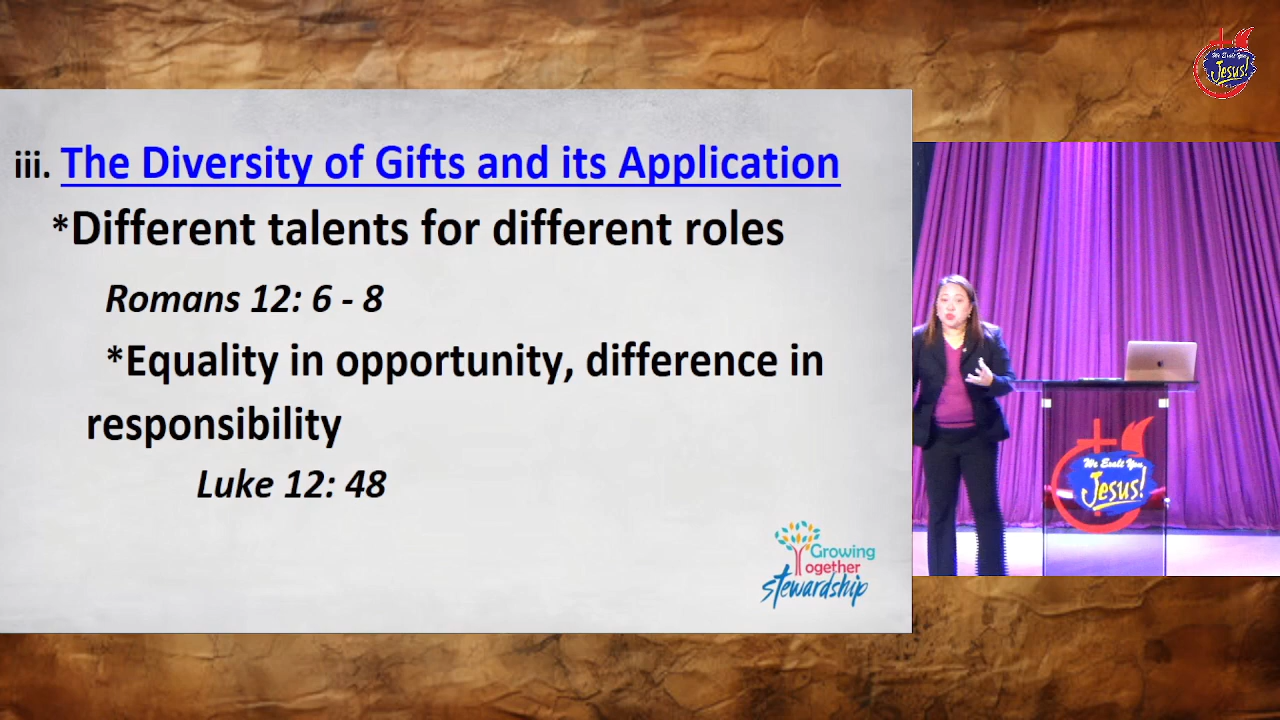 We Exalt You
Jesus!
iii. The Diversity of Gifts and its Application
*Different talents for different roles
Romans 12: 6 - 8
*Equality in opportunity, difference in
responsibility
Luke 12: 48
Growing
Together
stewardship
We Exalt You
Jesus!